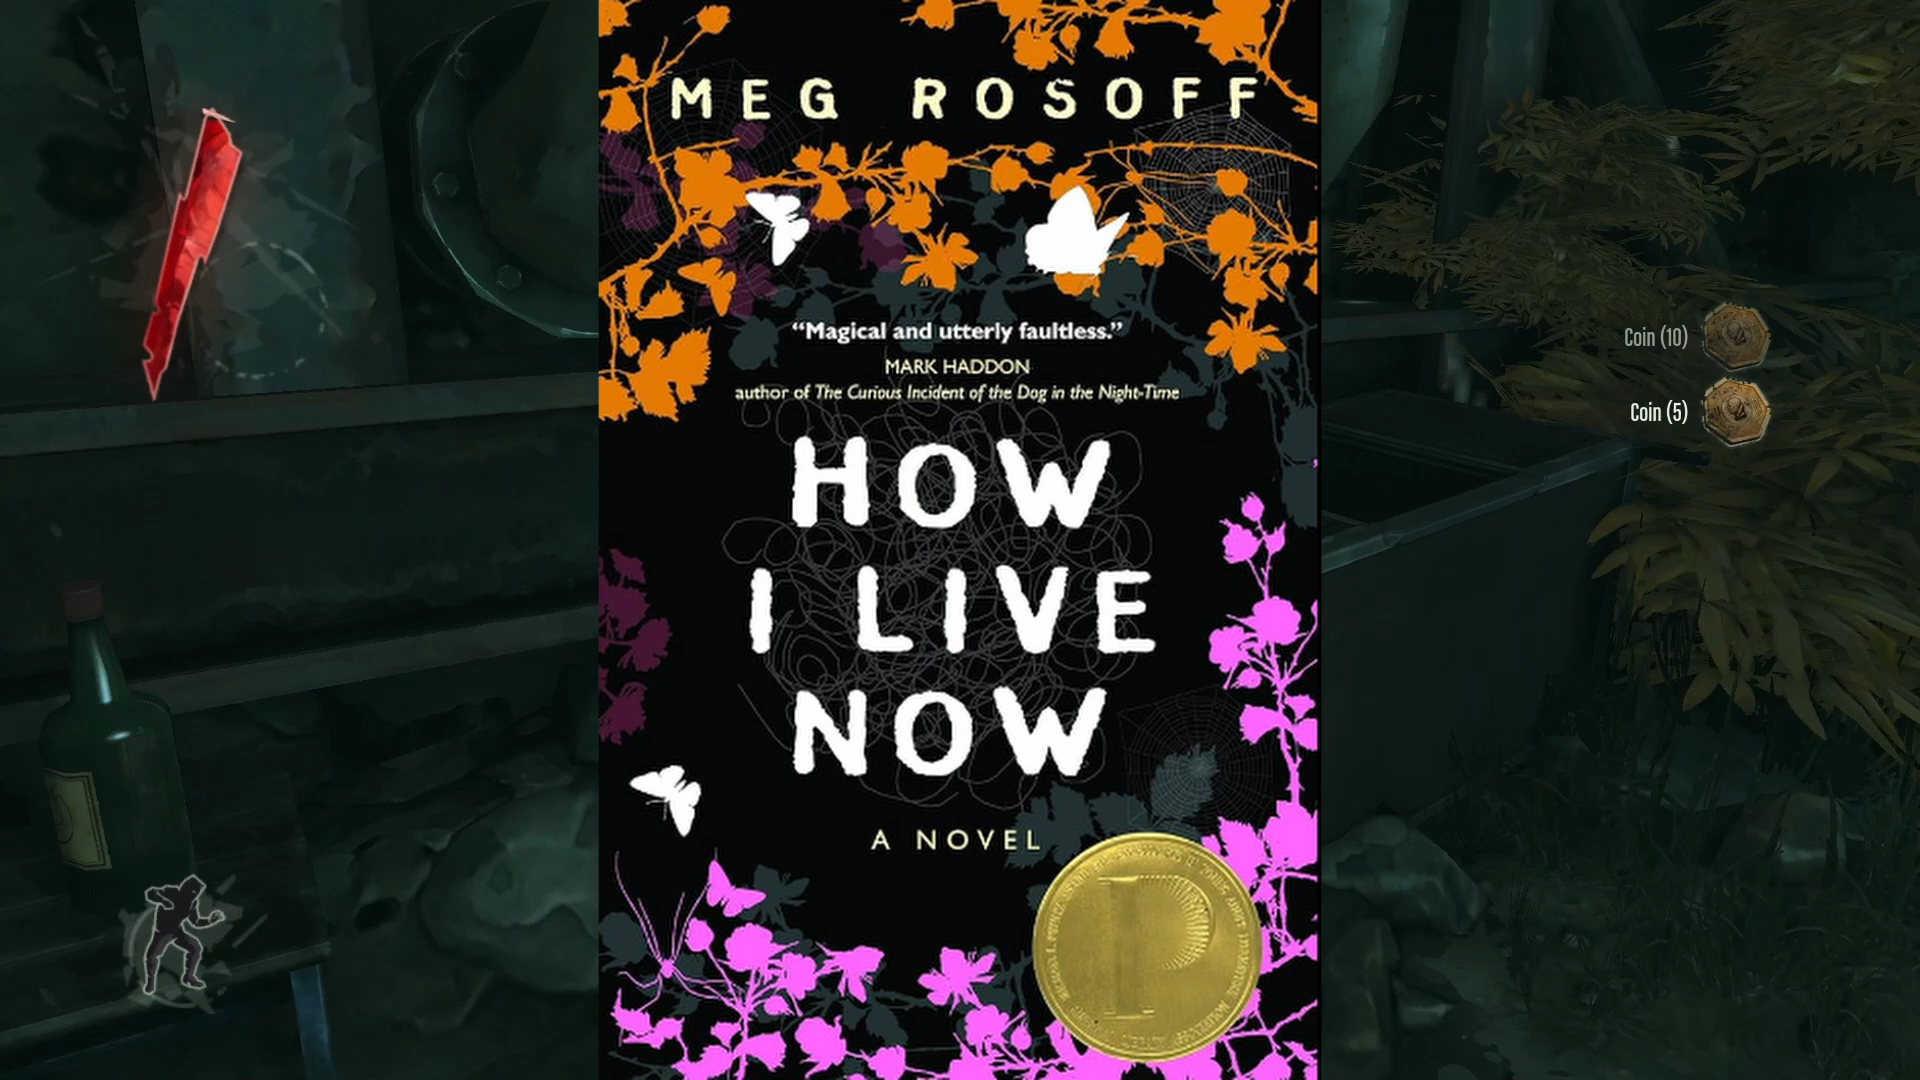 MEG ROSOFF
“Magical and utterly faultless.”
MARK HADDON
author of The Curious Incident of the Dog in the Night-Time
HOW
I LIVE
NOW
A NOVEL
P
Coin (10)
Coin (5)